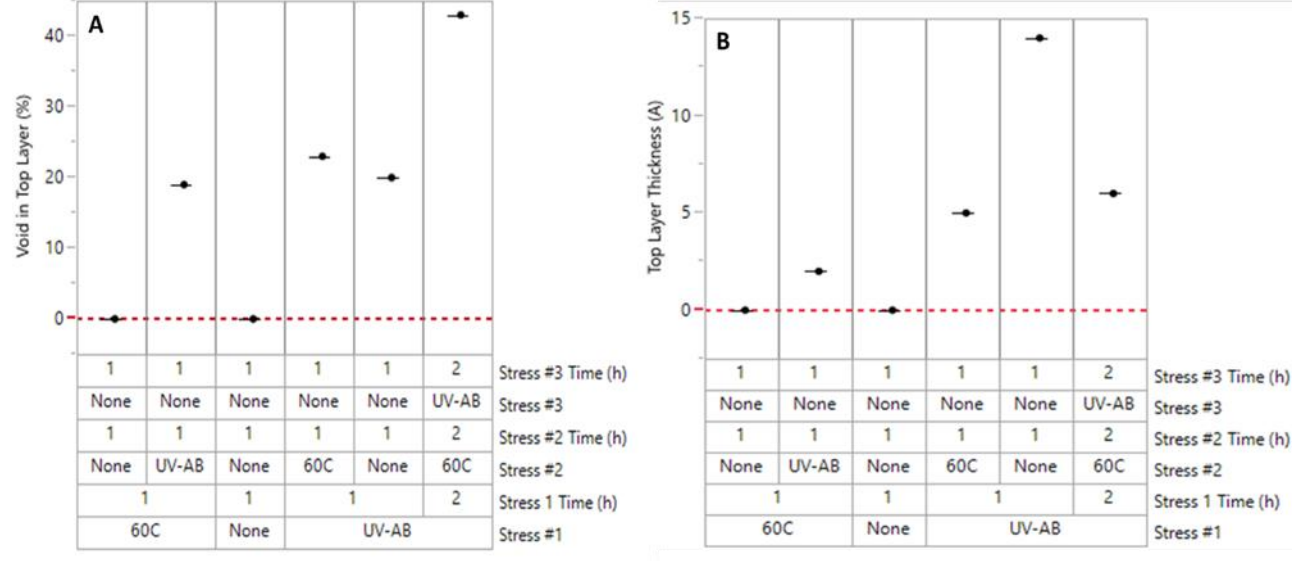 A
Void in Top Layer (%)
40
30
20
10
0
1 1 1 1 1 2 Stress #3 Time (h)
None None None None None UV-AB Stress #3
1 1 1 1 1 2 Stress #2 Time (h)
None UV-AB None 60C None 60C Stress #2
1 1 1 2 Stress 1 Time (h)
60C None UV-AB Stress #1
B
Top Layer Thickness (A)
15
10
5
0
1 1 1 1 1 2 Stress #3 Time (h)
None None None None None UV-AB Stress #3
1 1 1 1 1 2 Stress #2 Time (h)
None UV-AB None 60C None 60C Stress #2
1 1 1 2 Stress 1 Time (h)
60C None UV-AB Stress #1